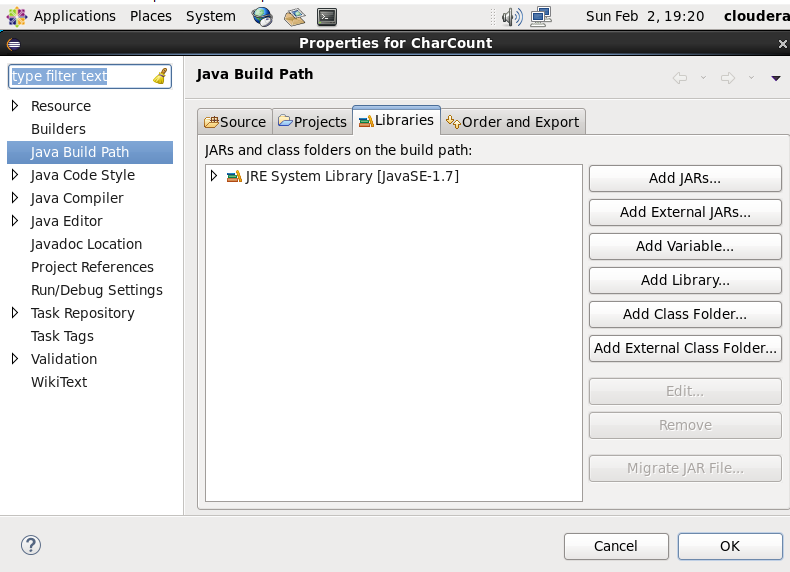 Applications Places System Sun Feb 2, 19:20 cloudera
Properties for CharCount
type filter text
Resource
Builders
Java Build Path
Java Code Style
Java Compiler
Java Editor
Javadoc Location
Project References
Run/Debug Settings
Task Repository
Task Tags
Validation
WikiText
Java Build Path
Source Projects Libraries Order and Export
JARs and class folders on the build path:
JRE System Library [JavaSE-1.7]
Add JARs...
Add External JARs...
Add Variable...
Add Library...
Add Class Folder...
Add External Class Folder...
Edit...
Remove
Migrate JAR File...
Cancel OK